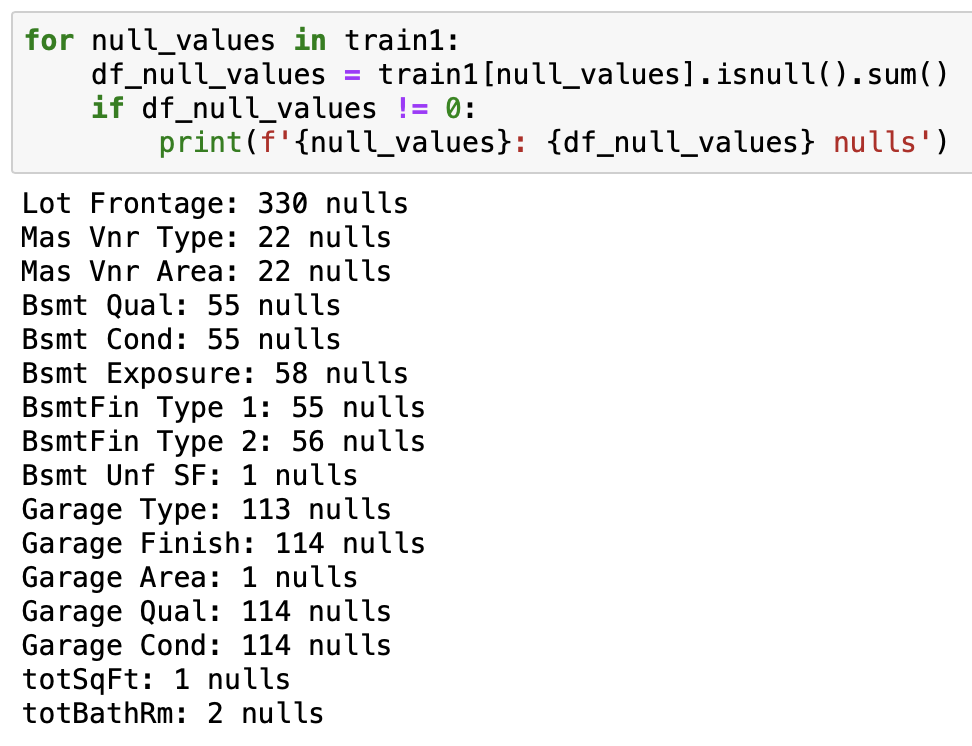 for null_values in train1:
    df_null_values = train1[null_values].isnull().sum()
    if df_null_values != 0:
        print(f'{null_values}: {df_null_values} nulls')
Lot Frontage: 330 nulls
Mas Vnr Type: 22 nulls
Mas Vnr Area: 22 nulls
Bsmt Qual: 55 nulls
Bsmt Cond: 55 nulls
Bsmt Exposure: 58 nulls
BsmtFin Type 1: 55 nulls
BsmtFin Type 2: 56 nulls
Bsmt Unf SF: 1 nulls
Garage Type: 113 nulls
Garage Finish: 114 nulls
Garage Area: 1 nulls
Garage Qual: 114 nulls
Garage Cond: 114 nulls
totSqFt: 1 nulls
totBathRm: 2 nulls